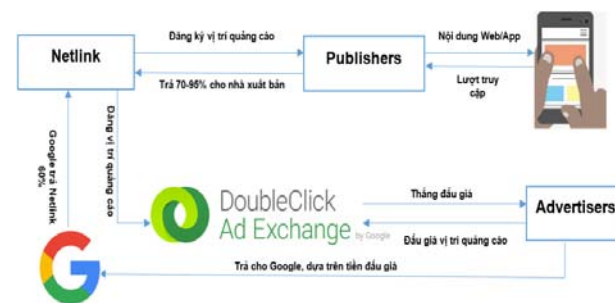 Đăng ký vị trí quảng cáo
Nội dung Web/App
Netlink
Publishers
Trả 70-95% cho nhà xuất bản
Lượt truy
cập
Google trả Netlink
60%
Đăng vị trí quảng cáo
DoubleClick
Ad Exchange by Google
Thắng đấu giá
Advertisers
Đấu giá vị trí quảng cáo
Trả cho Google, dựa trên tiền đấu giá